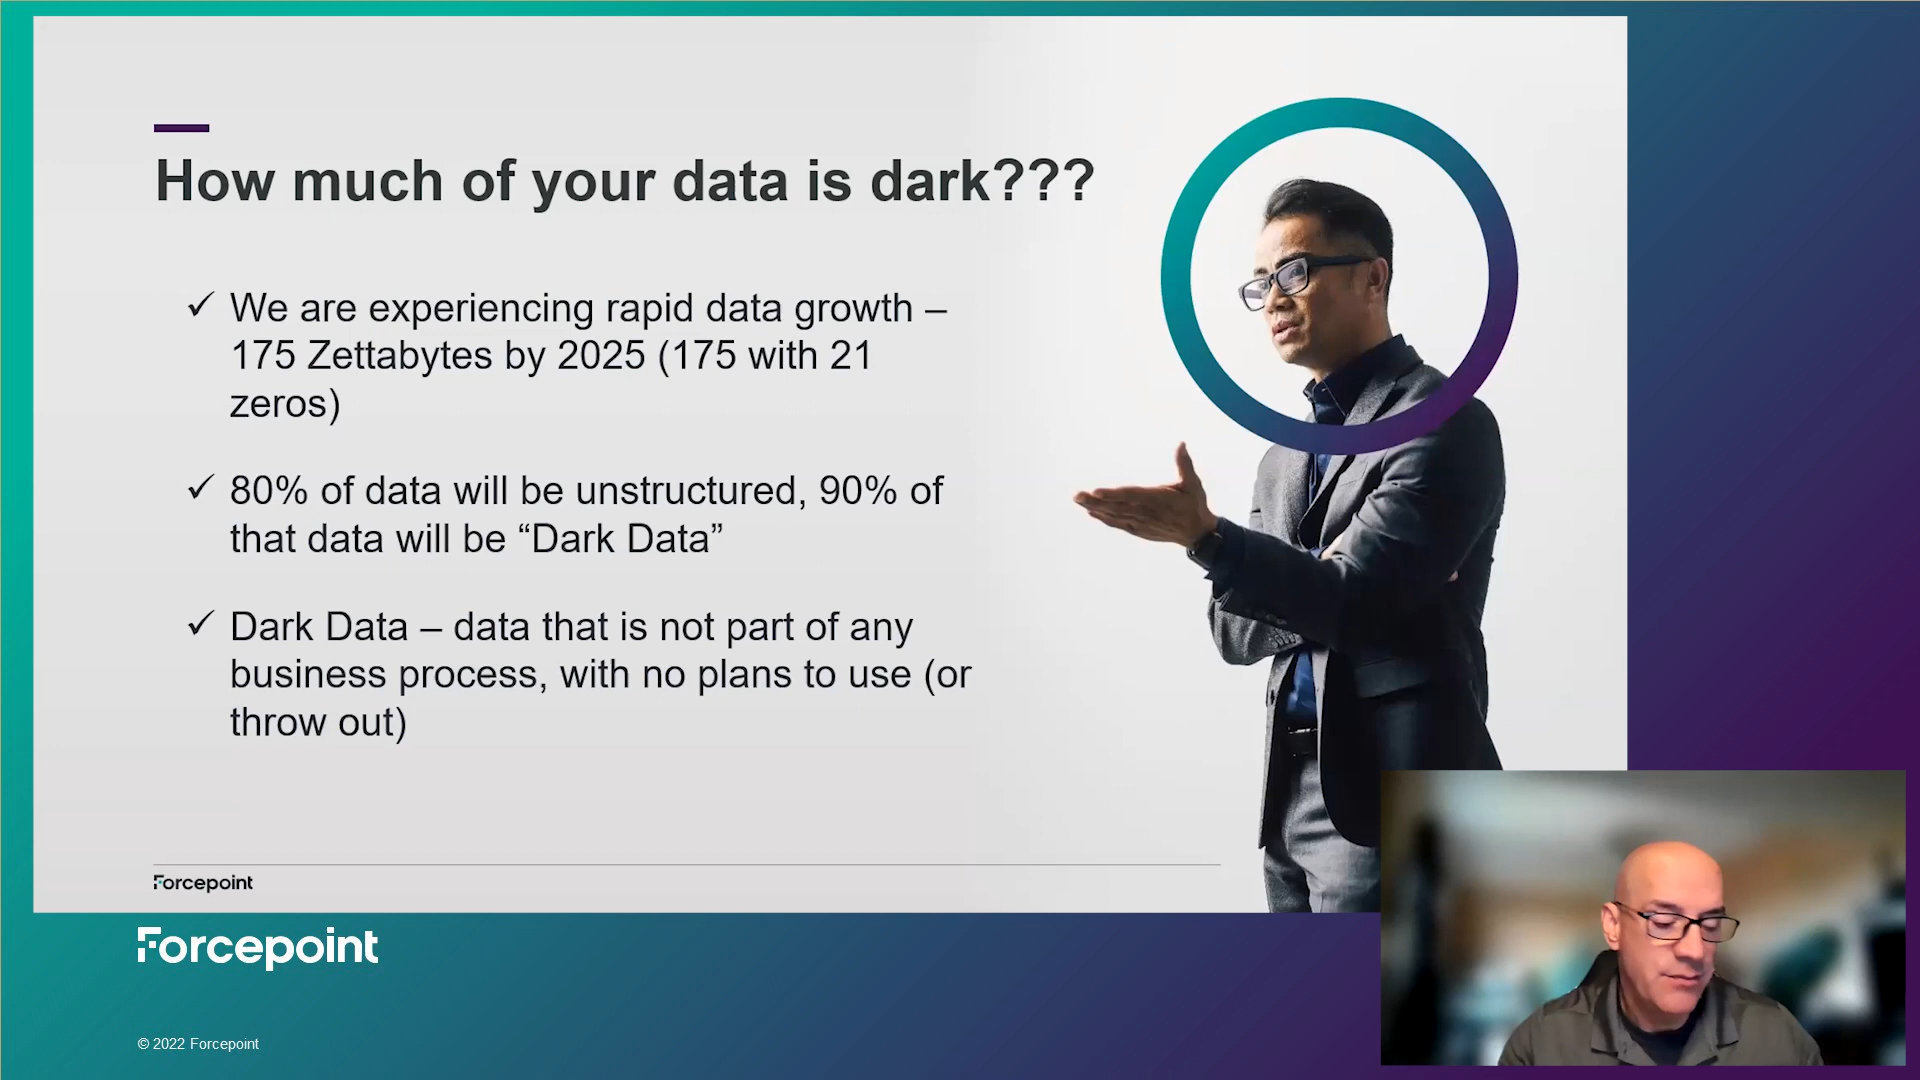 How much of your data is dark???
✓ We are experiencing rapid data growth –
175 Zettabytes by 2025 (175 with 21
zeros)
✓ 80% of data will be unstructured, 90% of
that data will be “Dark Data”
✓ Dark Data – data that is not part of any
business process, with no plans to use (or
throw out)
Forcepoint
Forcepoint
© 2022 Forcepoint